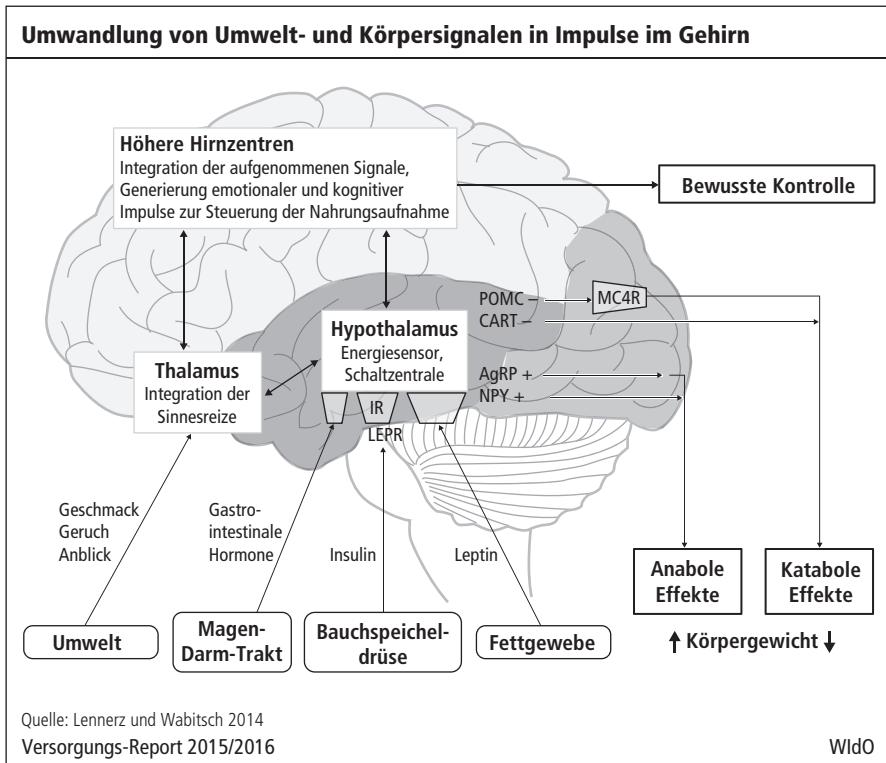 Umwandlung von Umwelt- und Körpersignalen in Impulse im Gehirn
Höhere Hirnzentren
Integration der aufgenommenen Signale,
Generierung emotionaler und kognitiver
Impulse zur Steuerung der Nahrungsaufnahme
Bewusste Kontrolle
POMC –
MC4R
CART –
Hypothalamus
Energiesensor,
Schaltzentrale
Thalamus
Integration der
Sinnesreize
AgRP +
NPY +
IR
LEPR
Geschmack
Geruch
Anblick
Gastro-
intestinale
Hormone
Insulin
Leptin
Anabole
Effekte
Katabole
Effekte
Umwelt
Magen-
Darm-Trakt
Bauchspeichel-
drüse
Fettgewebe
↑ Körpergewicht ↓
Quelle: Lennerz und Wabitsch 2014
Versorgungs-Report 2015/2016
WIdO